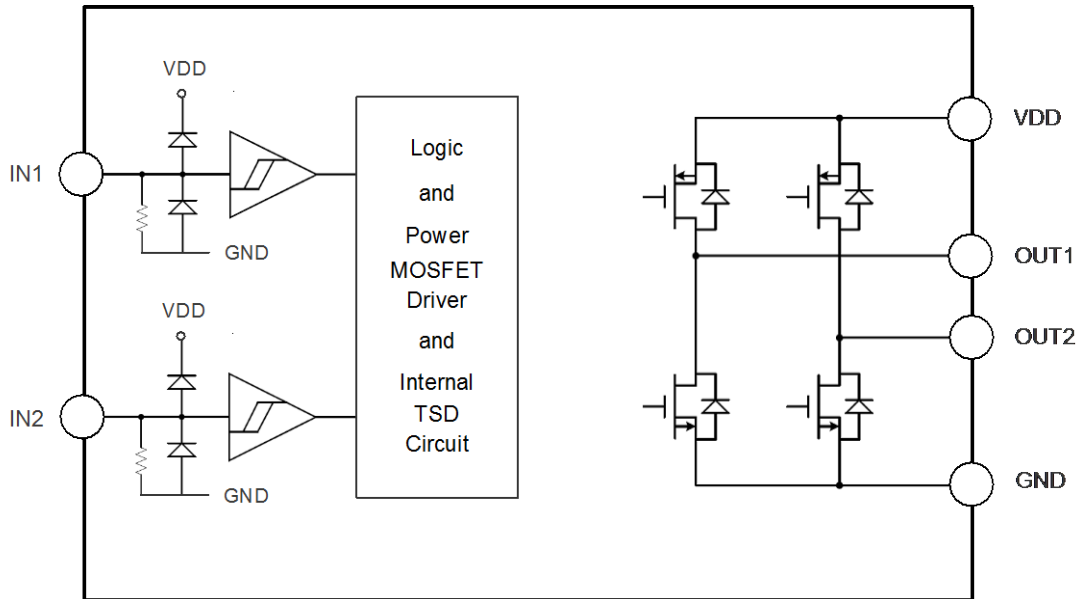 VDD
IN1
GND
VDD
IN2
GND
Logic
and
Power
MOSFET
Driver
and
Internal
TSD
Circuit
VDD
OUT1
OUT2
GND